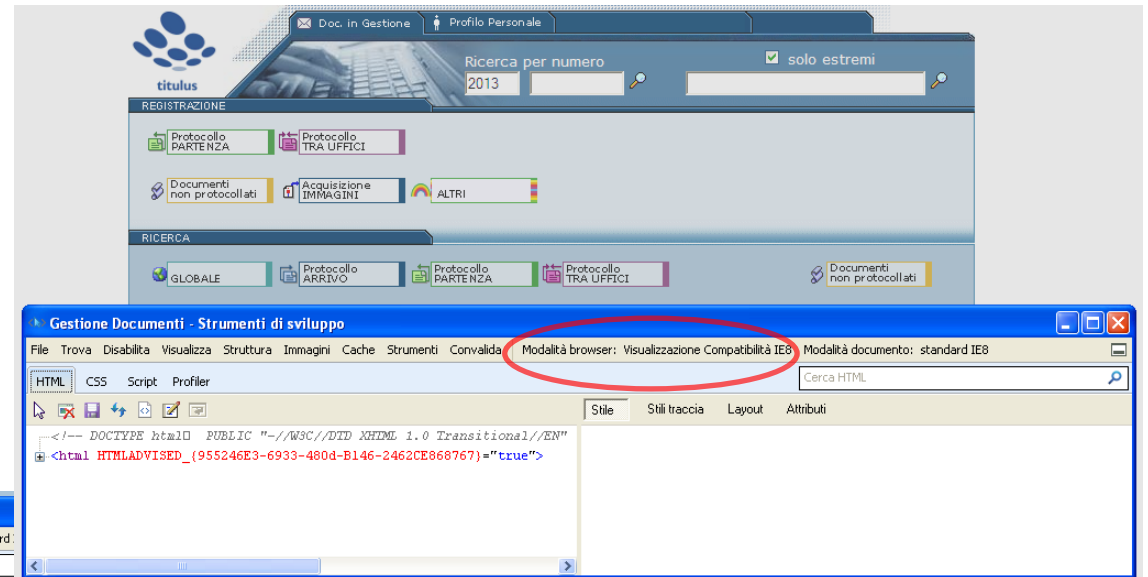 Doc. in Gestione Profilo Personale
titulus
Ricerca per numero
solo estremi
2013
REGISTRAZIONE
Protocollo
PARTENZA
Protocollo
TRA UFFICI
Documenti
non protocollati
Acquisizione
IMMAGINI
ALTRI
RICERCA
GLOBALE
Protocollo
ARRIVO
Protocollo
PARTENZA
Protocollo
TRA UFFICI
Documenti
non protocollati
Gestione Documenti - Strumenti di sviluppo
File Trova Disabilita Visualizza Struttura Immagini Cache Strumenti Convalida Modalità browser: Visualizzazione Compatibilità IE8 Modalità documento: standard IE8
HTML CSS Script Profiler Cerca HTML
Stile Stili traccia Layout Attributi
<!-- DOCTYPE html□ PUBLIC "-//W3C//DTD XHTML 1.0 Transitional//EN"
<html HTMLADVISED_{955246E3-6933-480d-B146-2462CE868767}="true">
rd